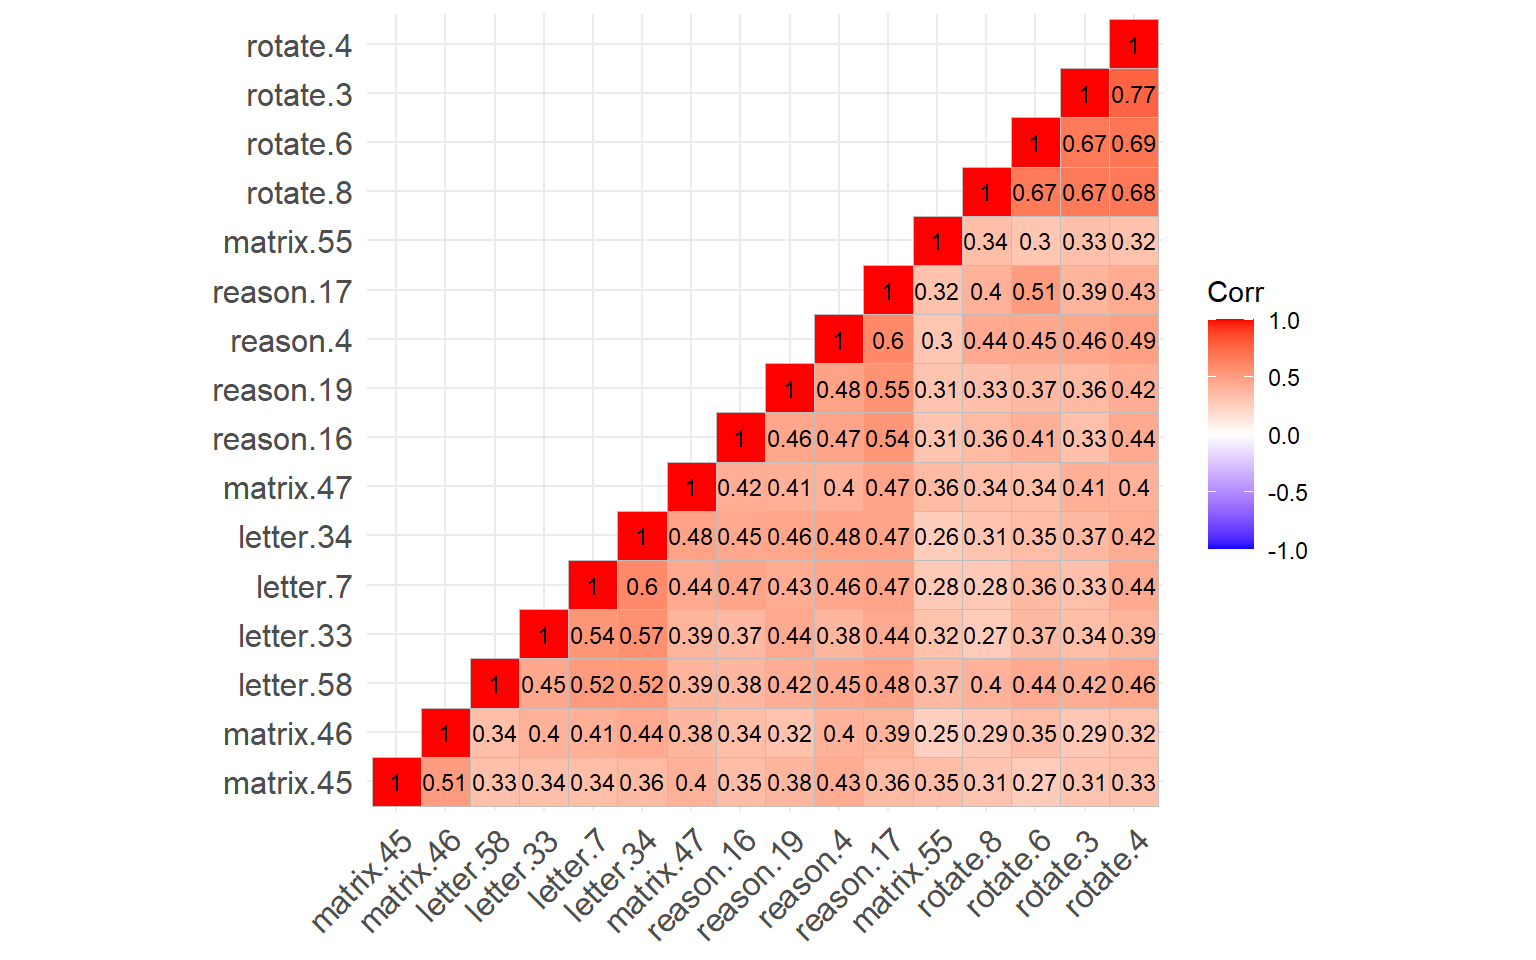 rotate.4 1
rotate.3 1 0.77
rotate.6 1 0.67 0.69
rotate.8 1 0.67 0.67 0.68
matrix.55 1 0.34 0.3 0.33 0.32
reason.17 1 0.32 0.4 0.51 0.39 0.43
reason.4 1 0.6 0.3 0.44 0.45 0.46 0.49
reason.19 1 0.48 0.55 0.31 0.33 0.37 0.36 0.42
reason.16 1 0.46 0.47 0.54 0.31 0.36 0.41 0.33 0.44
matrix.47 1 0.42 0.41 0.4 0.47 0.36 0.34 0.34 0.41 0.4
letter.34 1 0.48 0.45 0.46 0.48 0.47 0.26 0.31 0.35 0.37 0.42
letter.7 1 0.6 0.44 0.47 0.43 0.46 0.47 0.28 0.28 0.36 0.33 0.44
letter.33 1 0.54 0.57 0.39 0.37 0.44 0.38 0.44 0.32 0.27 0.37 0.34 0.39
letter.58 1 0.45 0.52 0.52 0.39 0.38 0.42 0.45 0.48 0.37 0.4 0.44 0.42 0.46
matrix.46 1 0.34 0.4 0.41 0.44 0.38 0.34 0.32 0.4 0.39 0.25 0.29 0.35 0.29 0.32
matrix.45 1 0.51 0.33 0.34 0.34 0.36 0.4 0.35 0.38 0.43 0.36 0.35 0.31 0.27 0.31 0.33
matrix.45 matrix.46 letter.58 letter.33 letter.7 letter.34 matrix.47 reason.16 reason.19 reason.4 reason.17 matrix.55 rotate.8 rotate.6 rotate.3 rotate.4
Corr
1.0
0.5
0.0
-0.5
-1.0